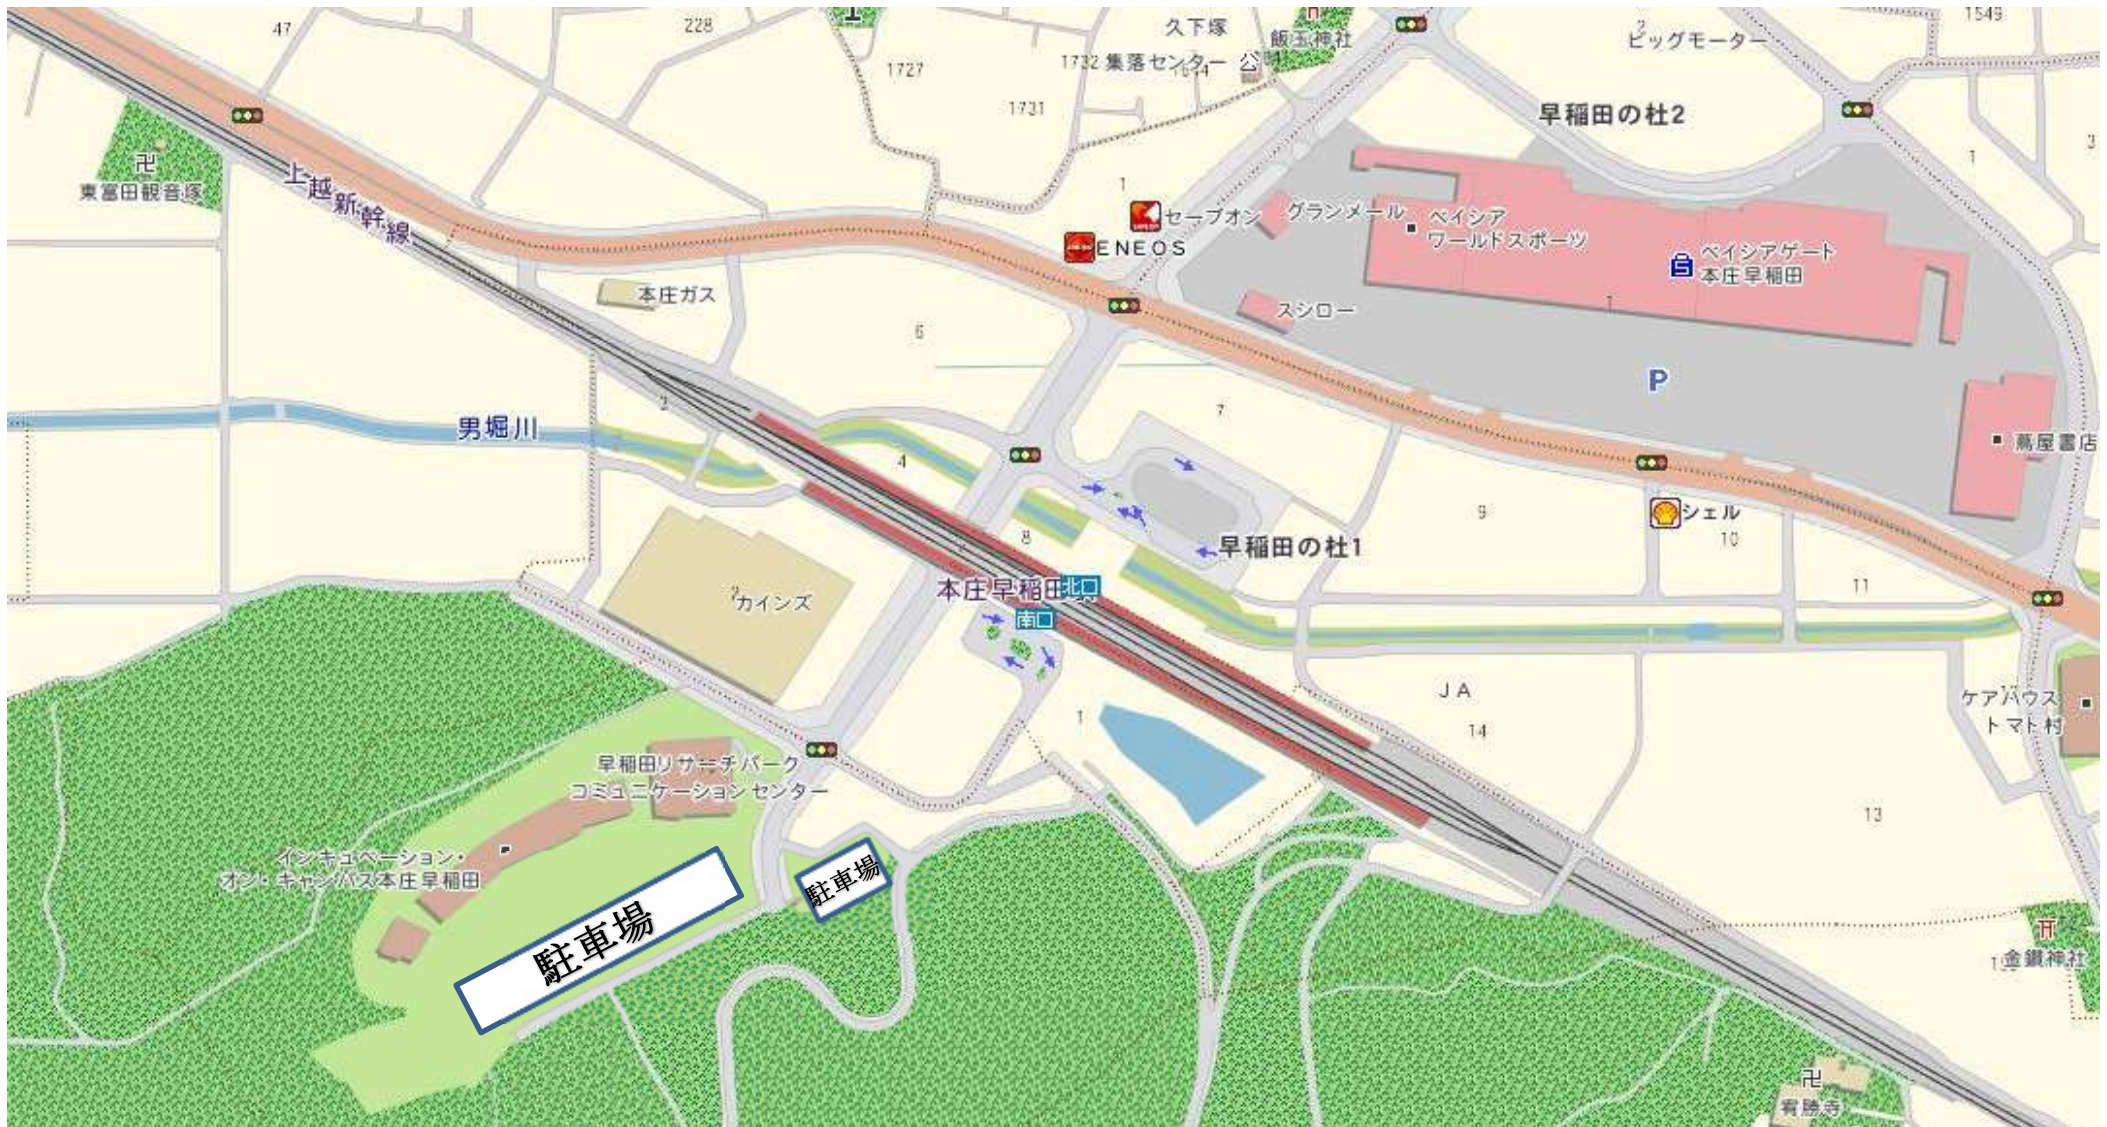 47
228
久下塚
飯玉神社
1549
2
ビッグモーター
1727
1732
集落センター
公
1731
早稲田の杜2
1
3
卍
東富田観音塚
上越新幹線
1
セーブオン
グランメール
ベイシア
ワールドスポーツ
ENEOS
ベイシアゲート
本庄早稲田
本庄ガス
スシロー
1
6
P
2
7
男堀川
4
蔦屋書店
9
シェル
10
8
早稲田の杜1
2
カインズ
本庄早稲田
北口
南口
11
JA
14
1
ケアハウス
トマト村
早稲田リサーチパーク
コミュニケーションセンター
13
インキュベーション・
オン・キャンパス本庄早稲田
駐車場
駐車場
金鑚神社
卍
宥勝寺